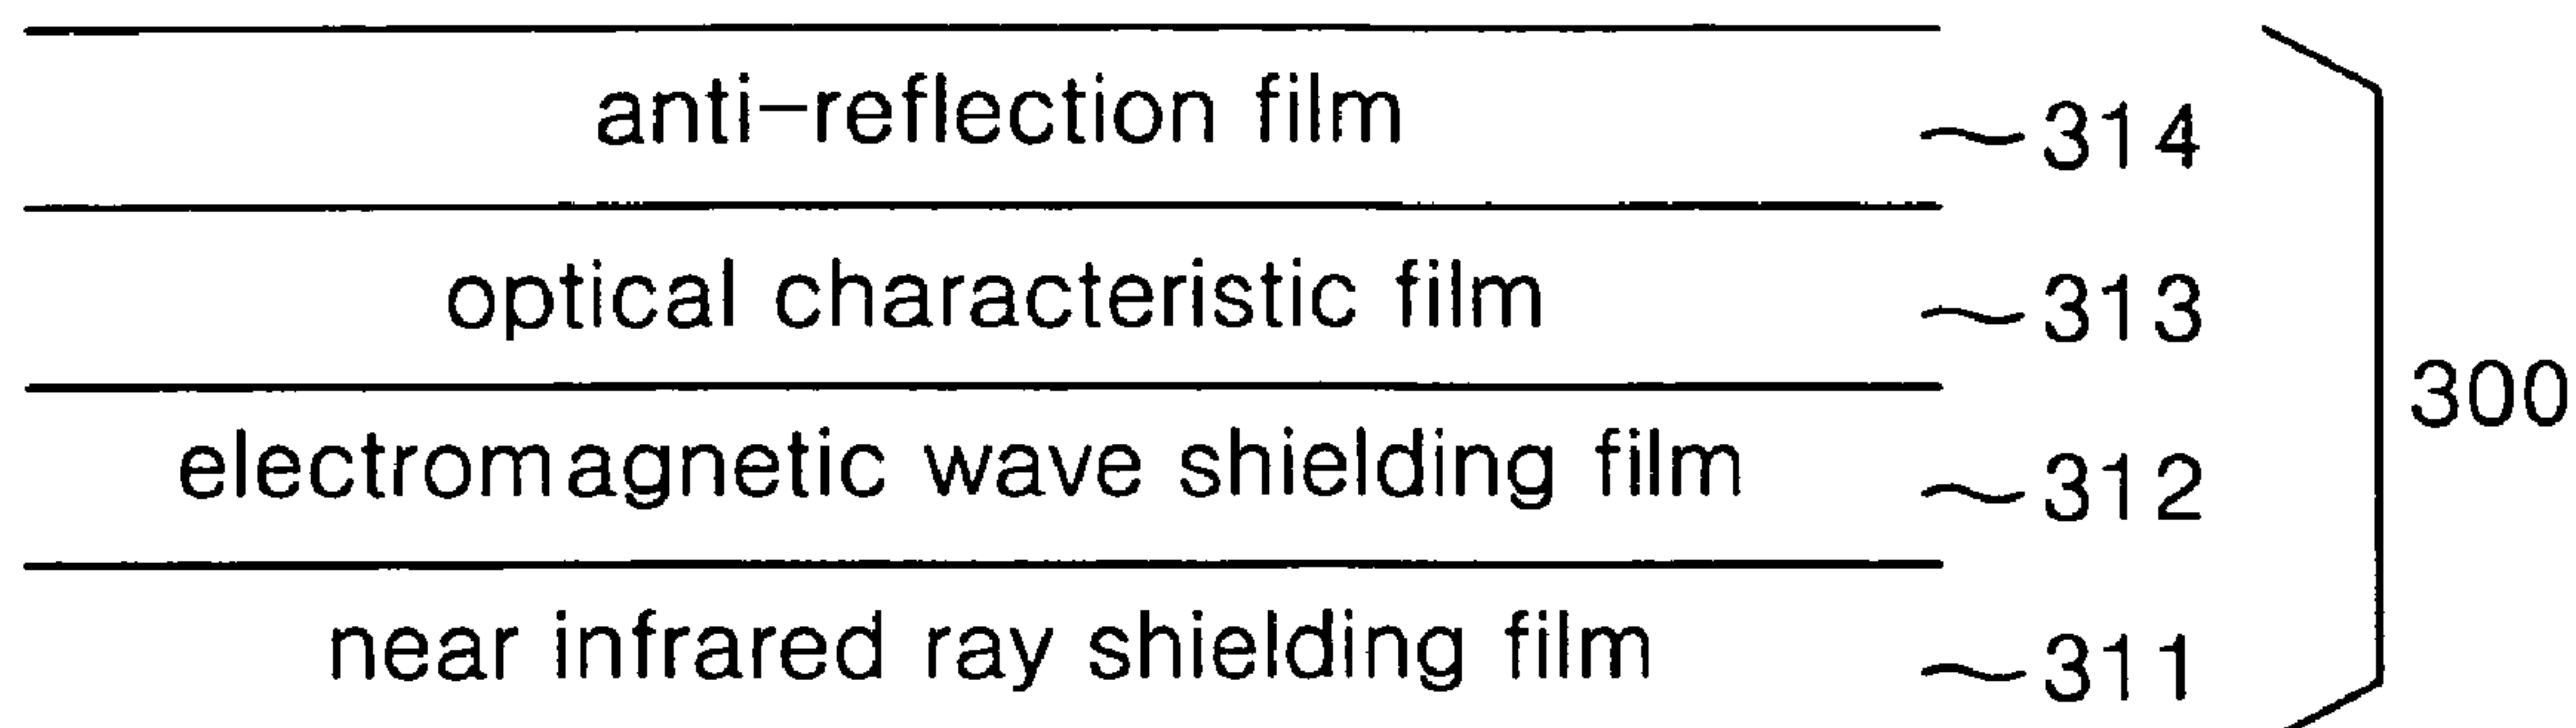 anti-reflection film 314
optical characteristic film 313
300
electromagnetic wave shielding film 312
near infrared ray shielding film 311